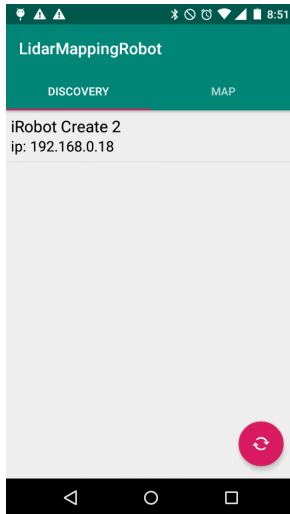 8:51
LidarMappingRobot
DISCOVERY MAP
iRobot Create 2
ip: 192.168.0.18